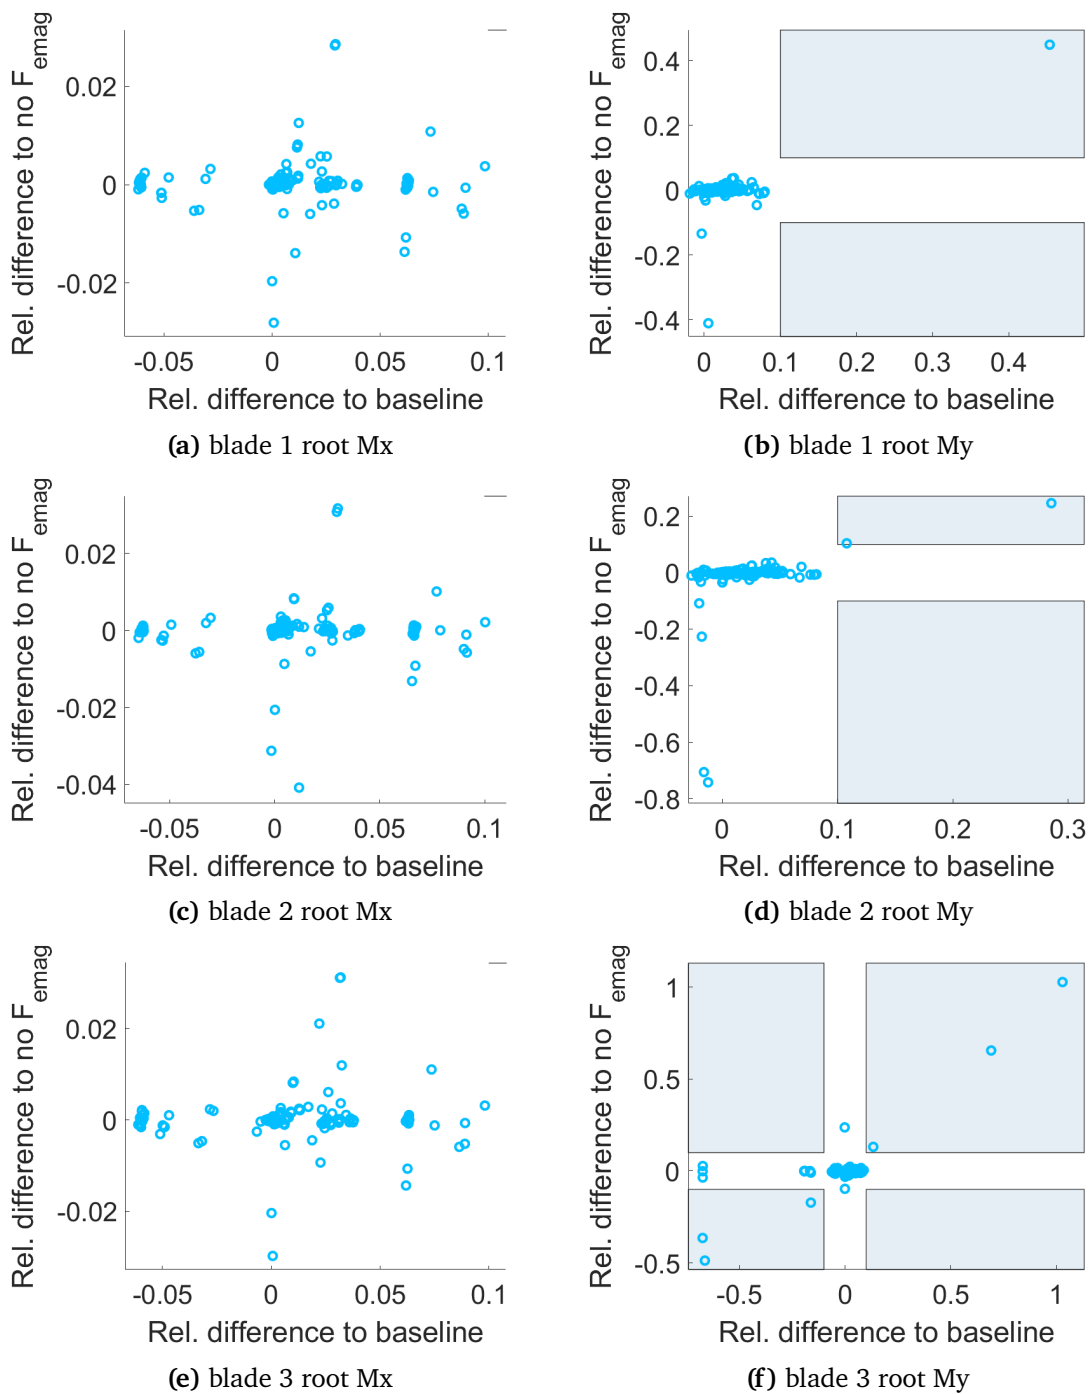 Rel. difference to no F_emag
0.02
0
-0.02
-0.05
0
0.05
0.1
Rel. difference to baseline
(a) blade 1 root Mx
Rel. difference to no F_emag
0.4
0.2
0
-0.2
-0.4
0
0.1
0.2
0.3
0.4
Rel. difference to baseline
(b) blade 1 root My
Rel. difference to no F_emag
0.02
0
-0.02
-0.04
-0.05
0
0.05
0.1
Rel. difference to baseline
(c) blade 2 root Mx
Rel. difference to no F_emag
0.2
0
-0.2
-0.4
-0.6
-0.8
0
0.1
0.2
0.3
Rel. difference to baseline
(d) blade 2 root My
Rel. difference to no F_emag
0.02
0
-0.02
-0.05
0
0.05
0.1
Rel. difference to baseline
(e) blade 3 root Mx
Rel. difference to no F_emag
1
0.5
0
-0.5
-0.5
0
0.5
1
Rel. difference to baseline
(f) blade 3 root My